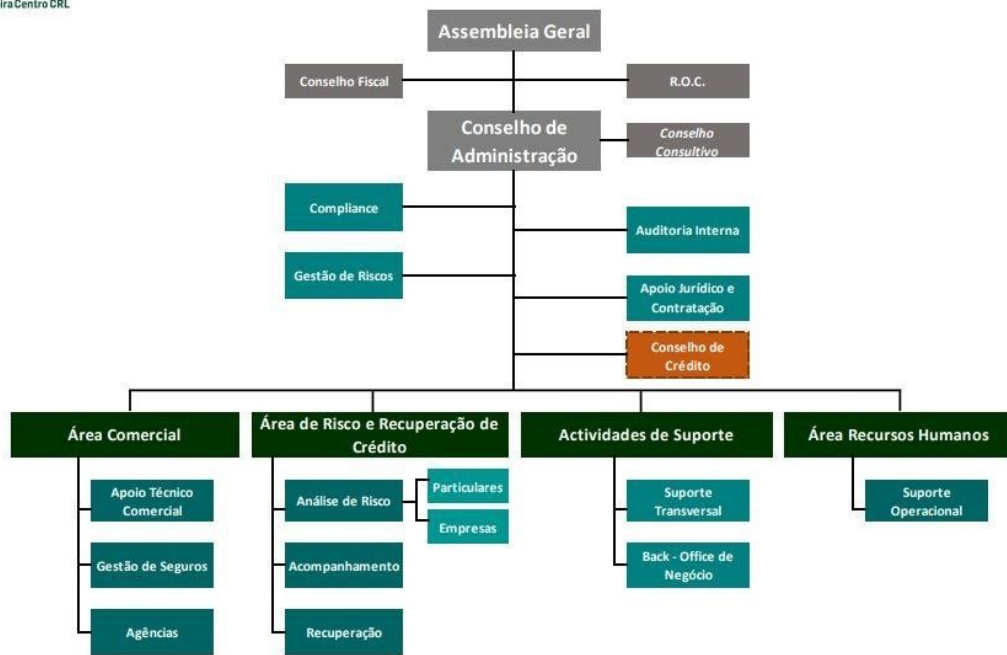 Centro CRL
Assembleia Geral
Conselho Fiscal
R.O.C.
Conselho de
Administração
Conselho
Consultivo
Compliance
Auditoria Interna
Gestão de Riscos
Apoio Jurídico e
Contratação
Conselho de
Crédito
Área Comercial
Área de Risco e Recuperação de
Crédito
Actividades de Suporte
Área Recursos Humanos
Apoio Técnico
Comercial
Análise de Risco
Particulares
Empresas
Suporte
Transversal
Suporte
Operacional
Gestão de Seguros
Acompanhamento
Back - Office de
Negócio
Agências
Recuperação